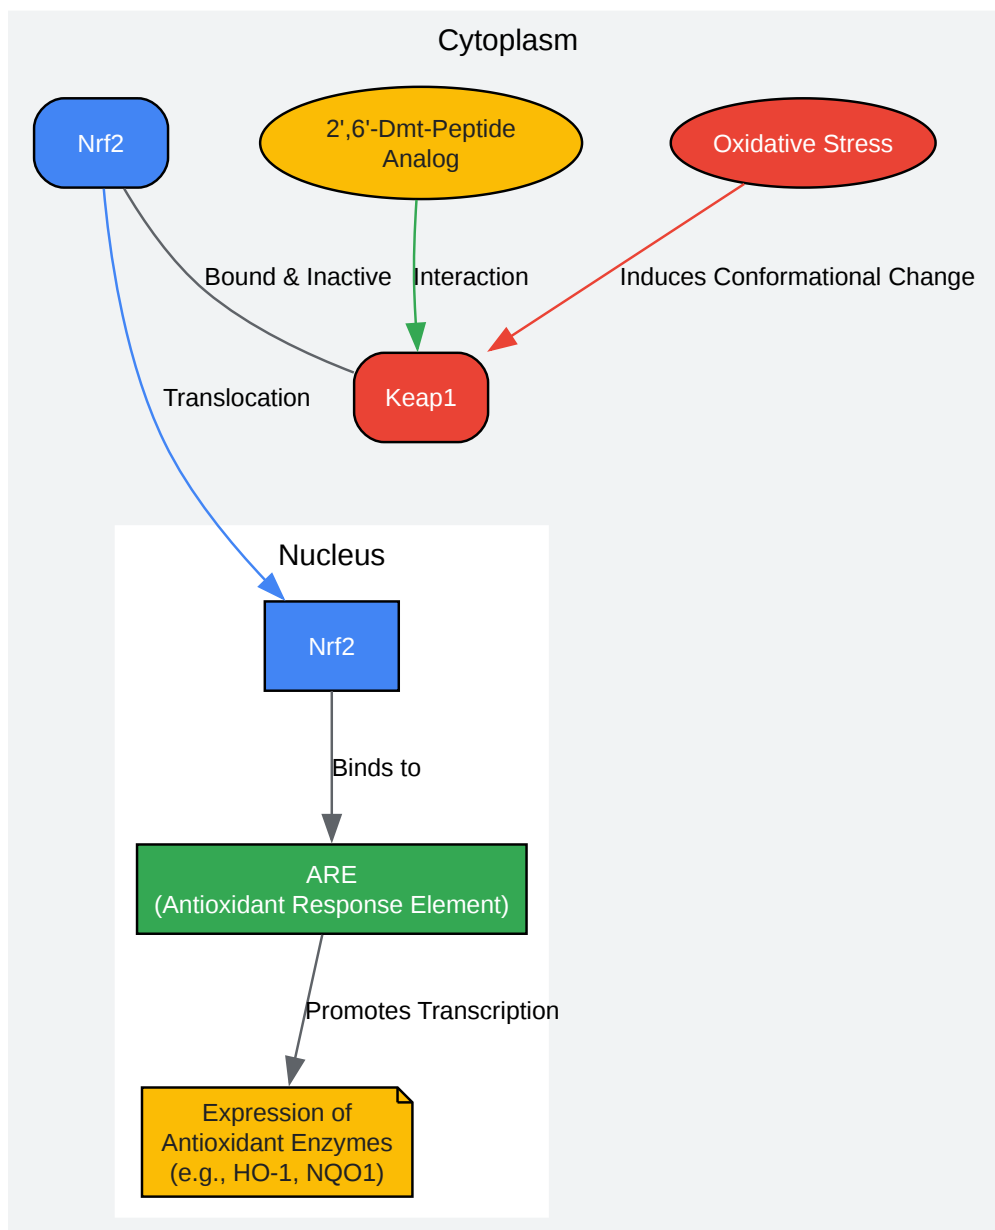 Cytoplasm
Nrf2
2',6'-Dmt-Peptide
Analog
Oxidative Stress
Bound & Inactive
Interaction
Induces Conformational Change
Translocation
Keap1
Nucleus
Nrf2
Binds to
ARE
(Antioxidant Response Element)
Promotes Transcription
Expression of
Antioxidant Enzymes
(e.g., HO-1, NQO1)